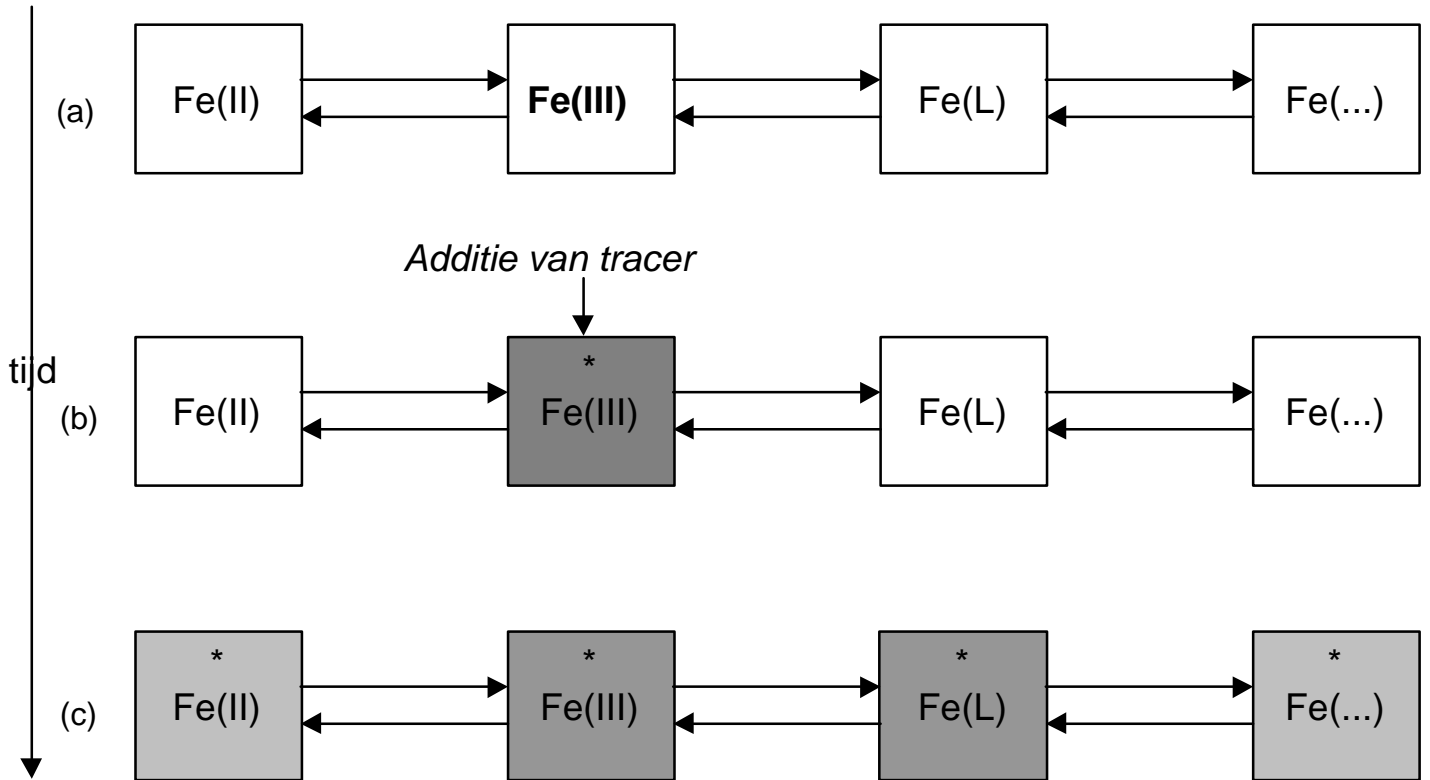 (a) Fe(II) Fe(III) Fe(L) Fe(...)
Additie van tracer
tijd
*
(b) Fe(II) Fe(III) Fe(L) Fe(...)
* * * *
(c) Fe(II) Fe(III) Fe(L) Fe(...)